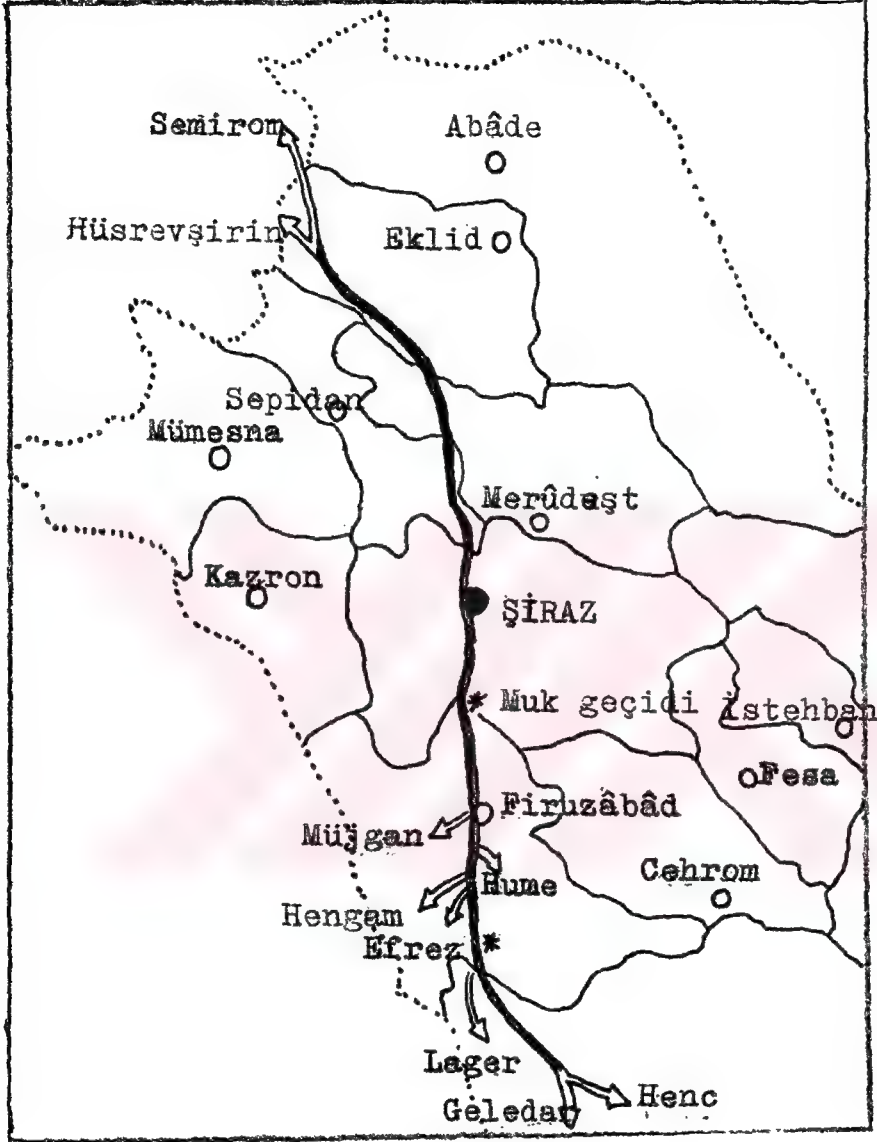 Semirom
Abâde
Hüsrevşirin
Eklid
Sepidan
Mümesna
Merûdeşt
Kazron
ŞİRAZ
Muk geçidi
İstehban
Fesa
Firuzâbâd
Müjgan
Cehrom
Hume
Hengam
Efrez
Lager
Henc
Geledar